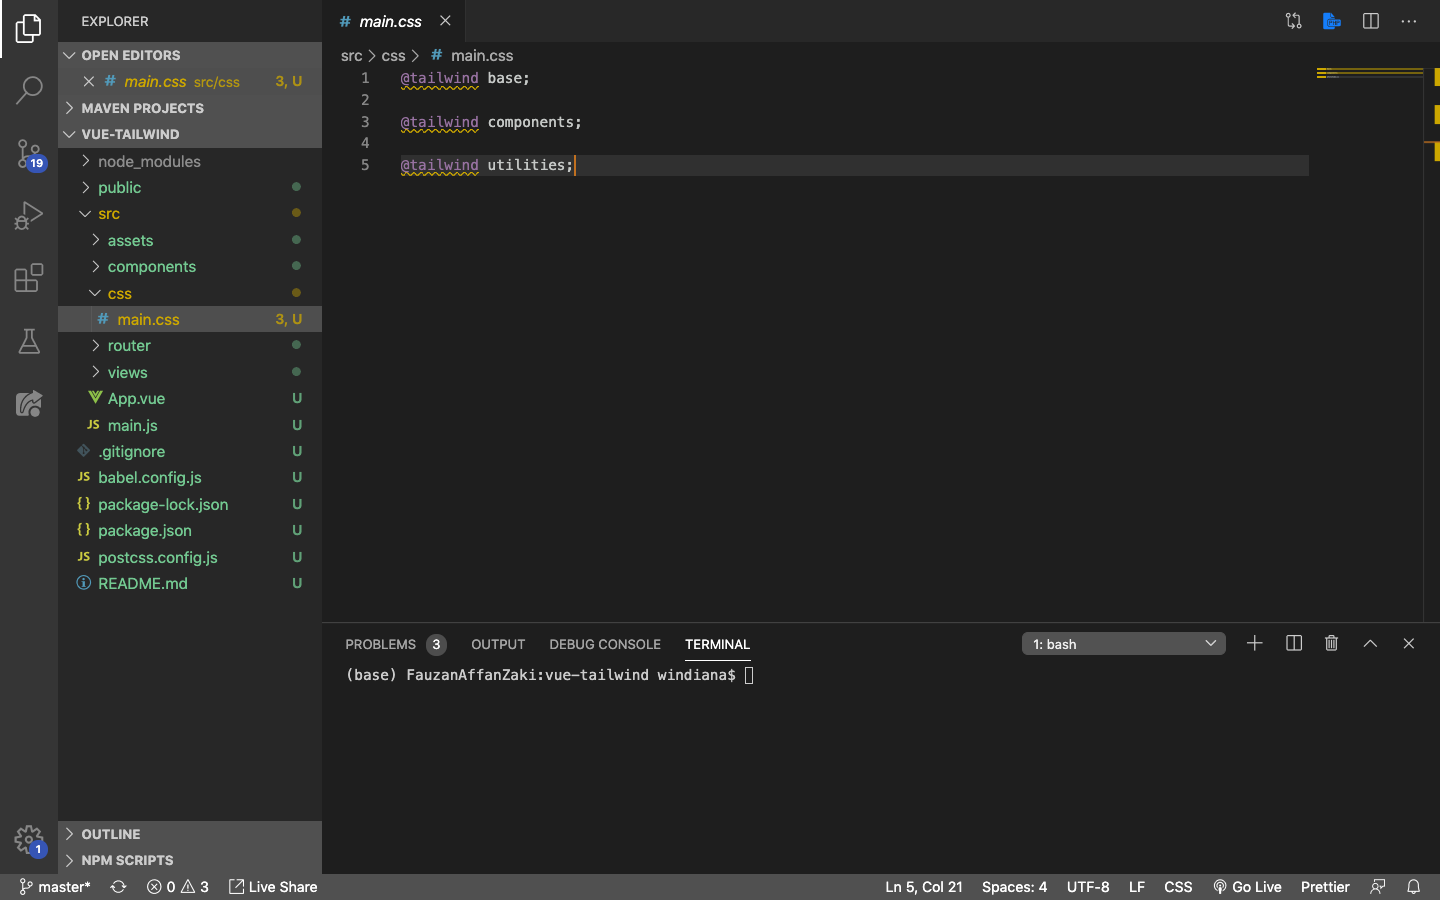 EXPLORER
OPEN EDITORS
# main.css src/css 3, U
MAVEN PROJECTS
VUE-TAILWIND
node_modules
public
src
assets
components
css
# main.css 3, U
router
views
App.vue U
JS main.js U
.gitignore U
JS babel.config.js U
{} package-lock.json U
{} package.json U
JS postcss.config.js U
README.md U
OUTLINE
NPM SCRIPTS
19
1
# main.css
src > css > # main.css
1 @tailwind base;
2
3 @tailwind components;
4
5 @tailwind utilities;
PROBLEMS 3 OUTPUT DEBUG CONSOLE TERMINAL 1: bash
(base) FauzanAffanZaki:vue-tailwind windiana$
master* 0 3 Live Share Ln 5, Col 21 Spaces: 4 UTF-8 LF CSS Go Live Prettier